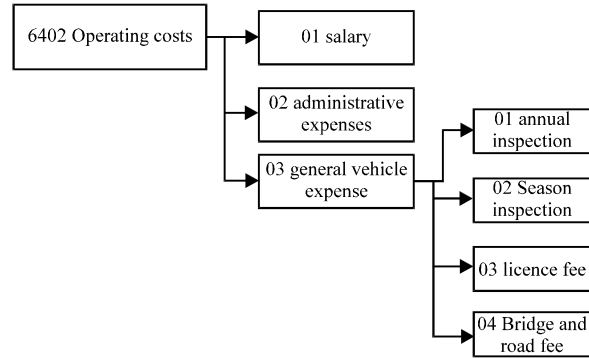 6402 Operating costs
01 salary
02 administrative
expenses
03 general vehicle
expense
01 annual
inspection
02 Season
inspection
03 licence fee
04 Bridge and
road fee